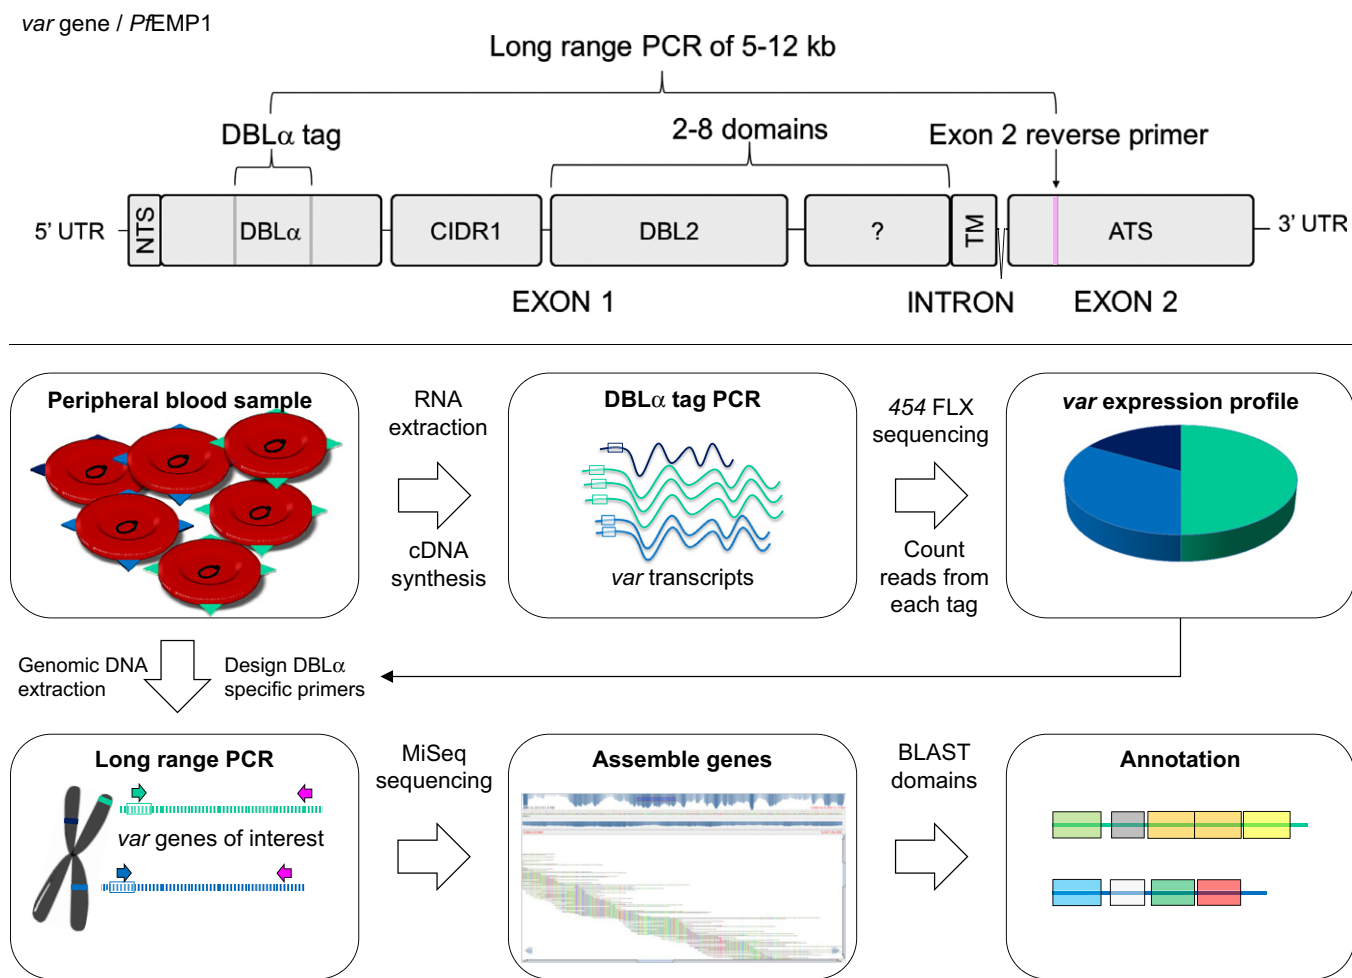 var gene / PfEMP1
Long range PCR of 5-12 kb
DBLα tag
2-8 domains
Exon 2 reverse primer
5’ UTR
NTS
DBLα
CIDR1
DBL2
?
TM
ATS
3’ UTR
EXON 1
INTRON
EXON 2
Peripheral blood sample
RNA
extraction
cDNA
synthesis
DBLα tag PCR
var transcripts
454 FLX
sequencing
Count
reads from
each tag
var expression profile
Genomic DNA
extraction
Design DBLα
specific primers
Long range PCR
var genes of interest
MiSeq
sequencing
Assemble genes
BLAST
domains
Annotation